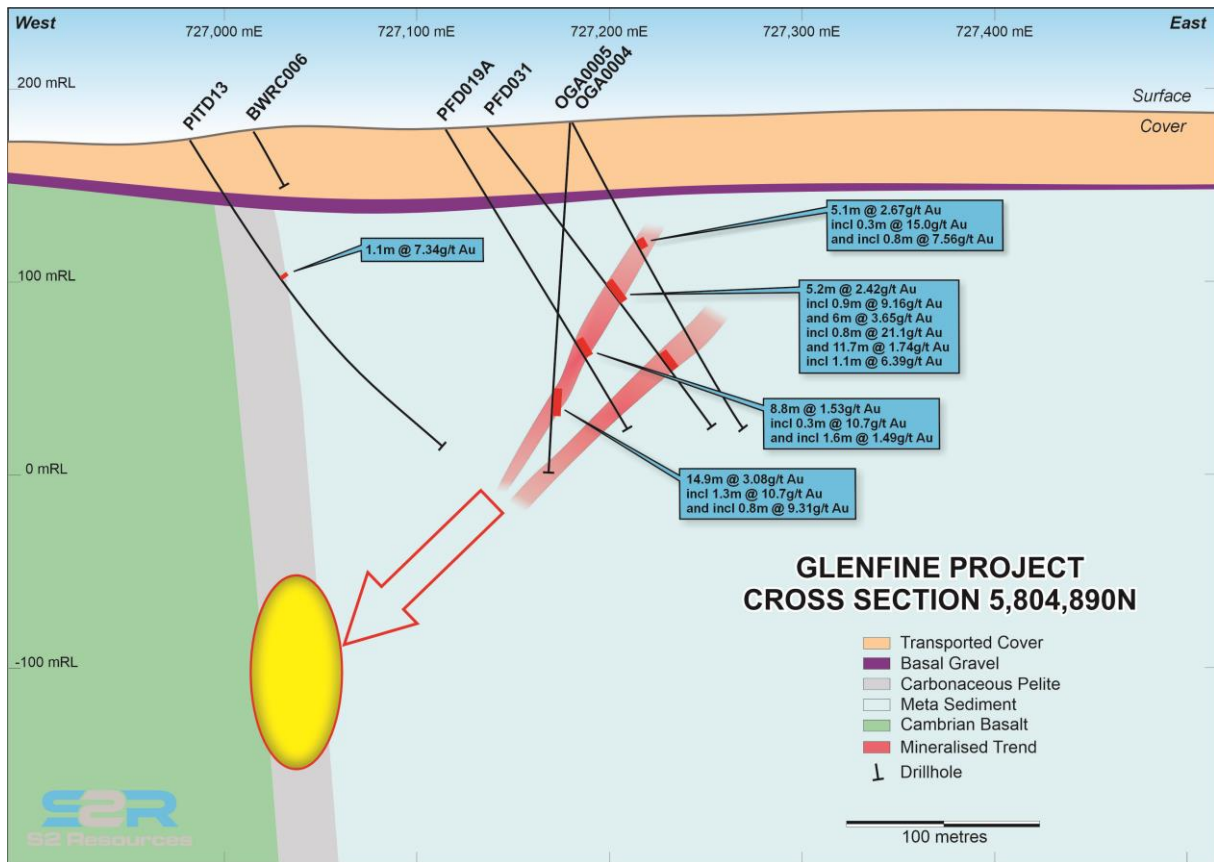 West
East
727,000 mE
727,100 mE
727,200 mE
727,300 mE
727,400 mE
200 mRL
PITD13
BWRC006
PFD019A
PFD031
OGA0005
OGA0004
Surface
Cover
5.1m @ 2.67g/t Au
incl 0.3m @ 15.0g/t Au
and incl 0.8m @ 7.56g/t Au
1.1m @ 7.34g/t Au
100 mRL
5.2m @ 2.42g/t Au
incl 0.9m @ 9.16g/t Au
and 6m @ 3.65g/t Au
incl 0.8m @ 21.1g/t Au
and 11.7m @ 1.74g/t Au
incl 1.1m @ 6.39g/t Au
8.8m @ 1.53g/t Au
incl 0.3m @ 10.7g/t Au
and incl 1.6m @ 1.49g/t Au
0 mRL
14.9m @ 3.08g/t Au
incl 1.3m @ 10.7g/t Au
and incl 0.8m @ 9.31g/t Au
GLENFINE PROJECT
CROSS SECTION 5,804,890N
-100 mRL
Transported Cover
Basal Gravel
Carbonaceous Pelite
Meta Sediment
Cambrian Basalt
Mineralised Trend
Drillhole
100 metres
S2R
S2 Resources